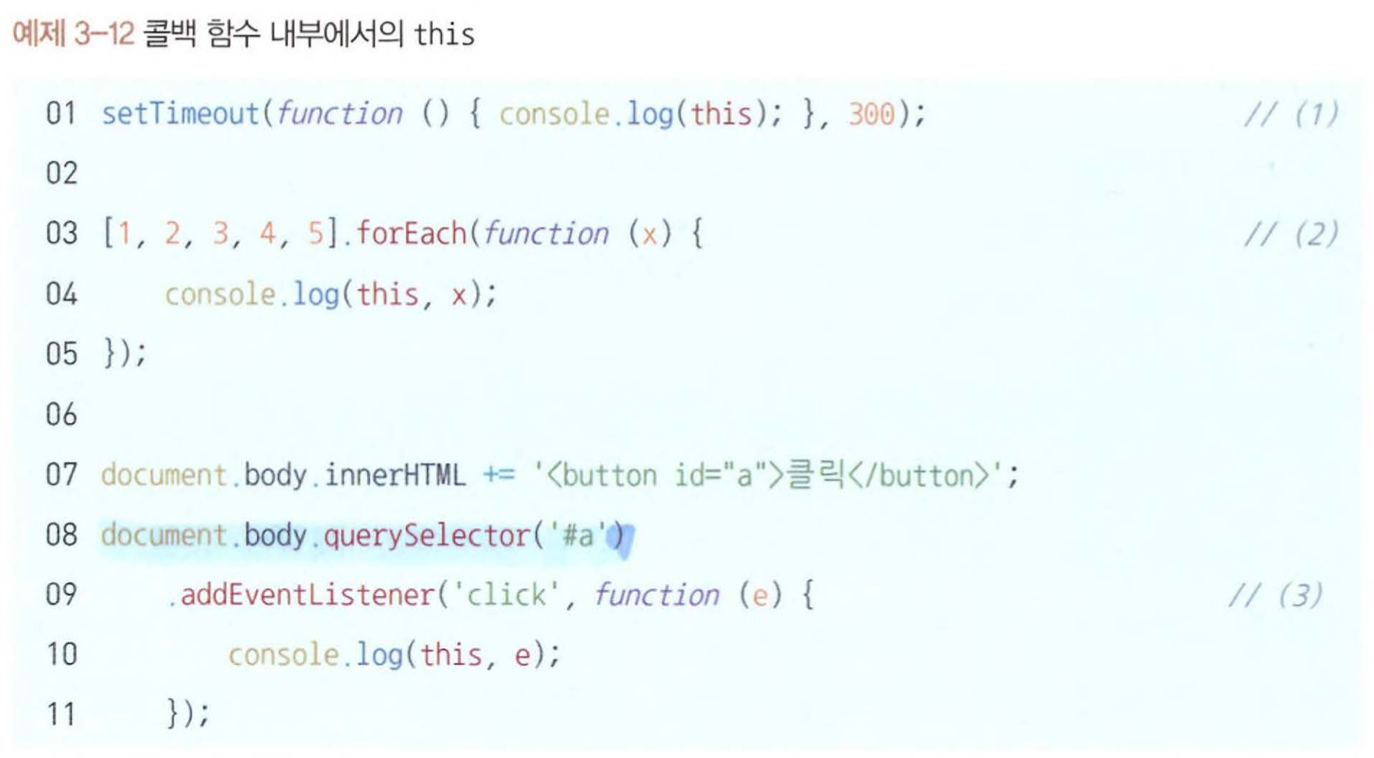 예제 3-12 콜백 함수 내부에서의 this
01 setTimeout(function () { console.log(this); }, 300); // (1)
02
03 [1, 2, 3, 4, 5].forEach(function (x) { // (2)
04     console.log(this, x);
05 });
06
07 document.body.innerHTML += '<button id="a">클릭</button>';
08 document.body.querySelector('#a')
09     .addEventListener('click', function (e) { // (3)
10         console.log(this, e);
11     });